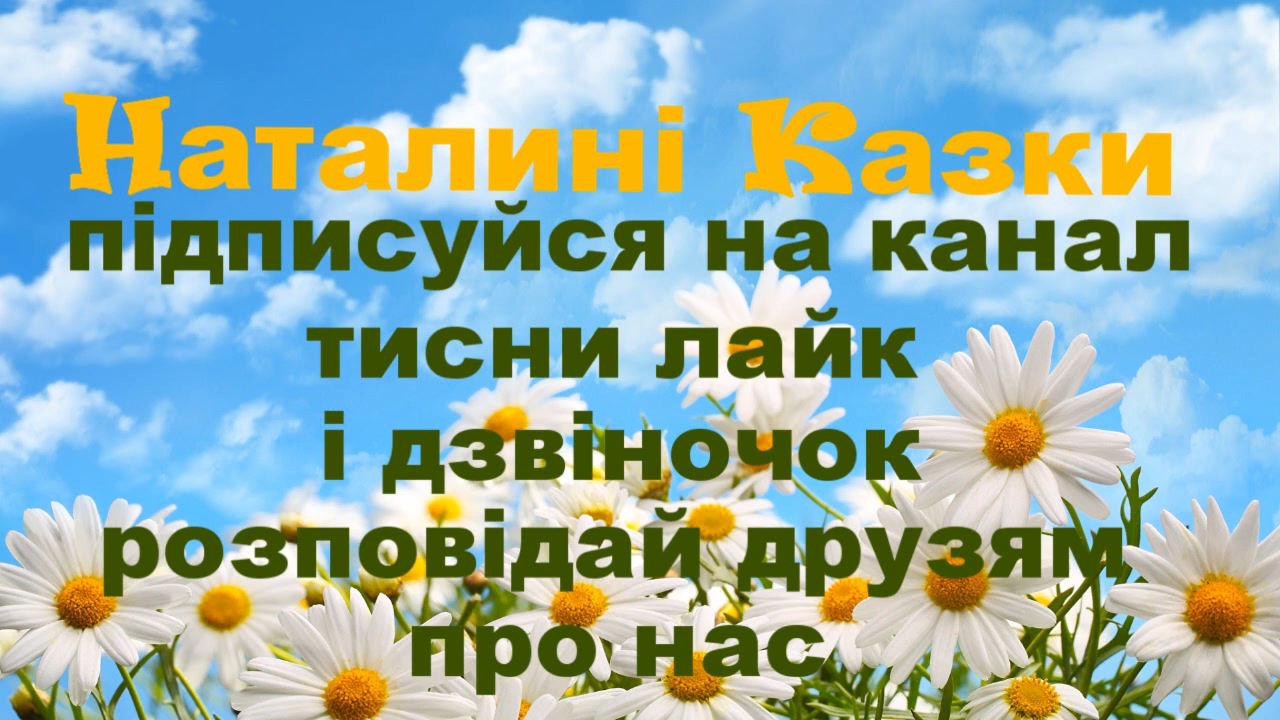 Наталині Казки
підписуйся на канал
тисни лайк
і дзвіночок
розповідай друзям
про нас